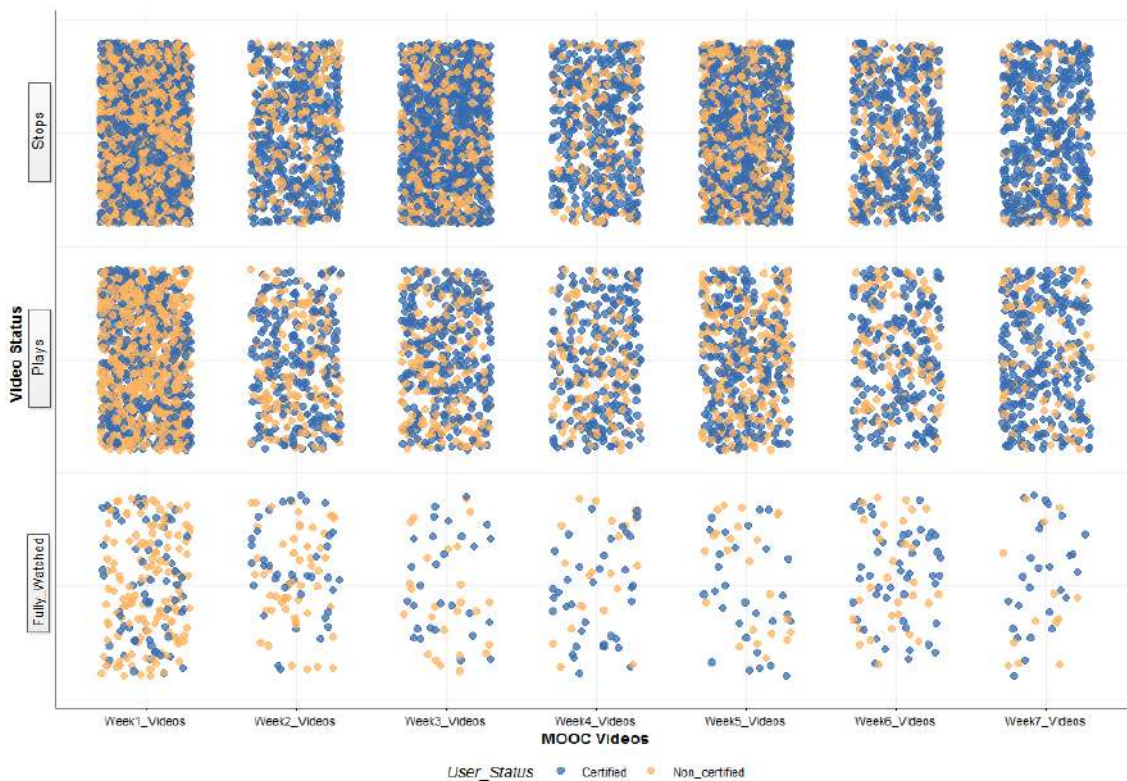 Video Status
Stops
Plays
Fully_Watched
Week1_Videos Week2_Videos Week3_Videos Week4_Videos Week5_Videos Week6_Videos Week7_Videos
MOOC Videos
User_Status Certified Non_certified